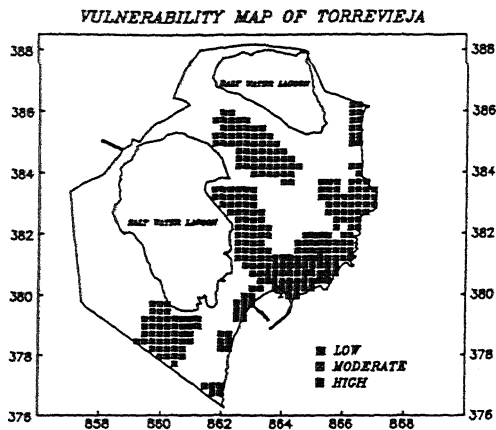 VULNERABILITY MAP OF TORREVIEJA
388 388
SALT WATER LAGOON
386 386
384 384
SALT WATER LAGOON
382 382
380 380
LOW
378 MODERATE 378
HIGH
376 376
858 860 862 864 866 868